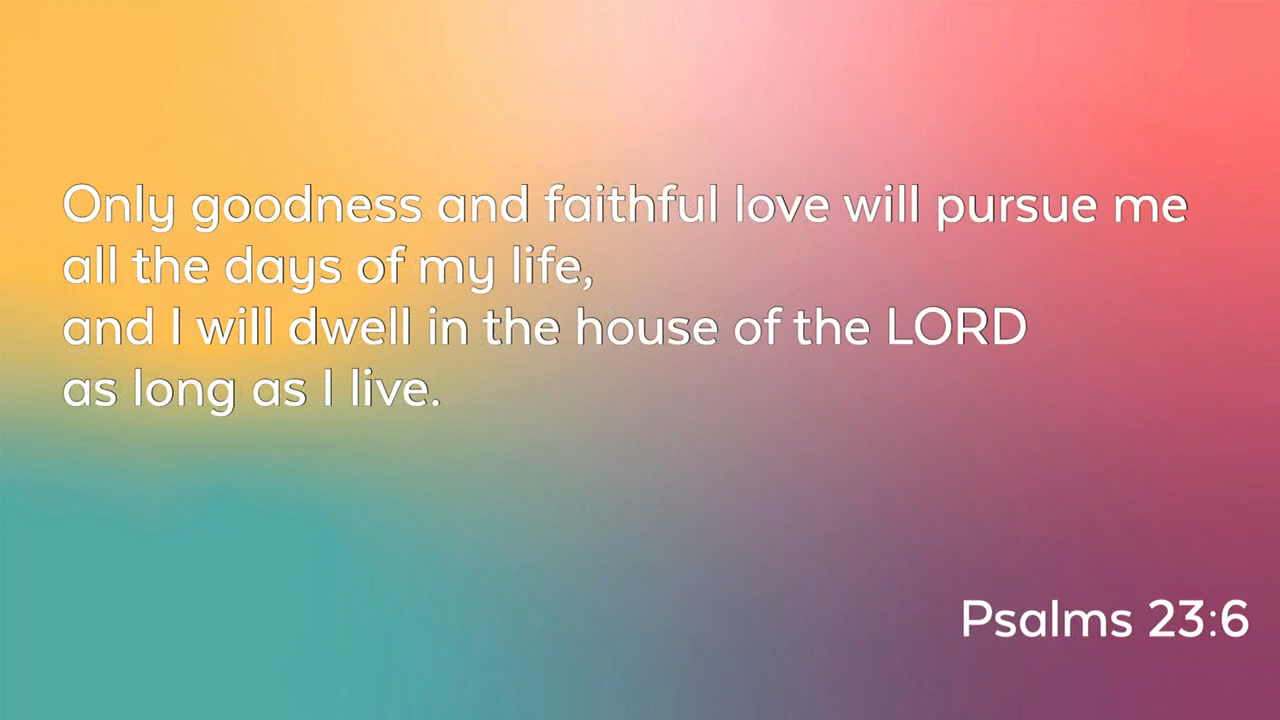 Only goodness and faithful love will pursue me
all the days of my life,
and I will dwell in the house of the LORD
as long as I live.
Psalms 23:6